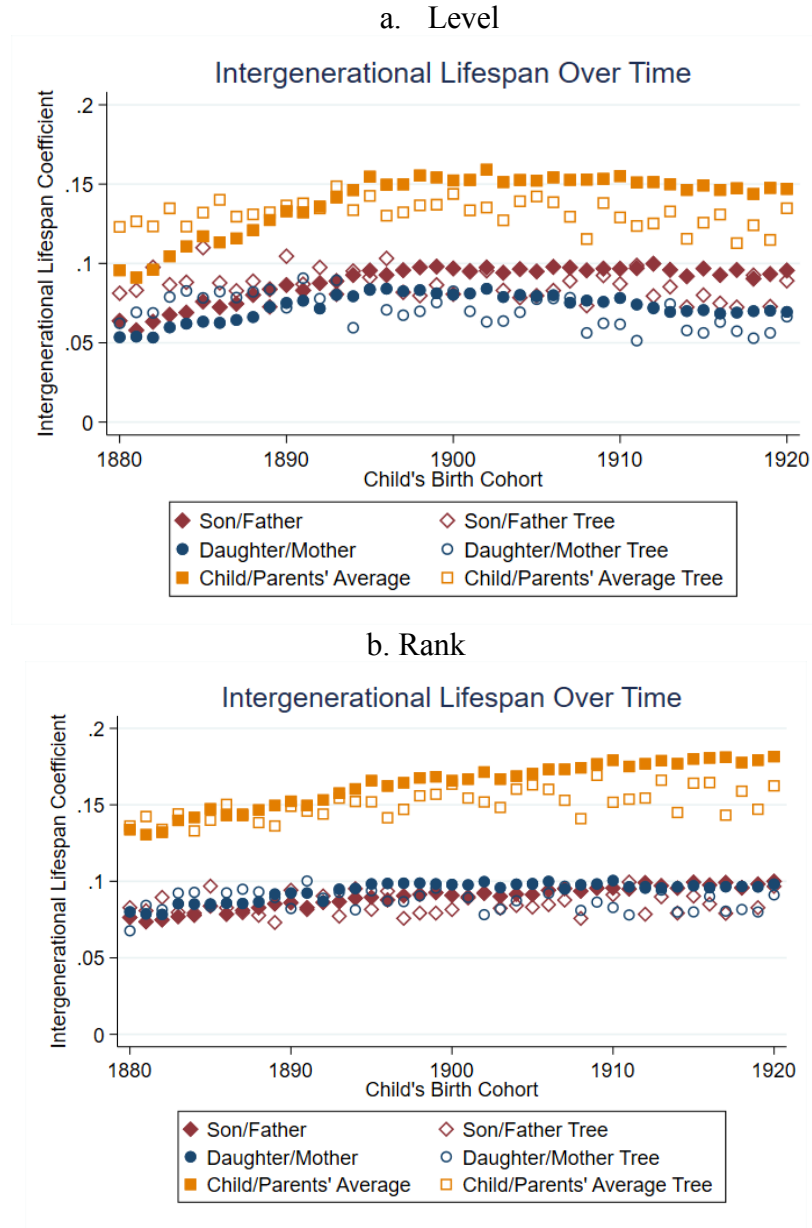 a. Level
Intergenerational Lifespan Over Time
Intergenerational Lifespan Coefficient
.2
.15
.1
.05
0
1880 1890 1900 1910 1920
Child's Birth Cohort
Son/Father Son/Father Tree
Daughter/Mother Daughter/Mother Tree
Child/Parents' Average Child/Parents' Average Tree
b. Rank
Intergenerational Lifespan Over Time
Intergenerational Lifespan Coefficient
.2
.15
.1
.05
0
1880 1890 1900 1910 1920
Child's Birth Cohort
Son/Father Son/Father Tree
Daughter/Mother Daughter/Mother Tree
Child/Parents' Average Child/Parents' Average Tree